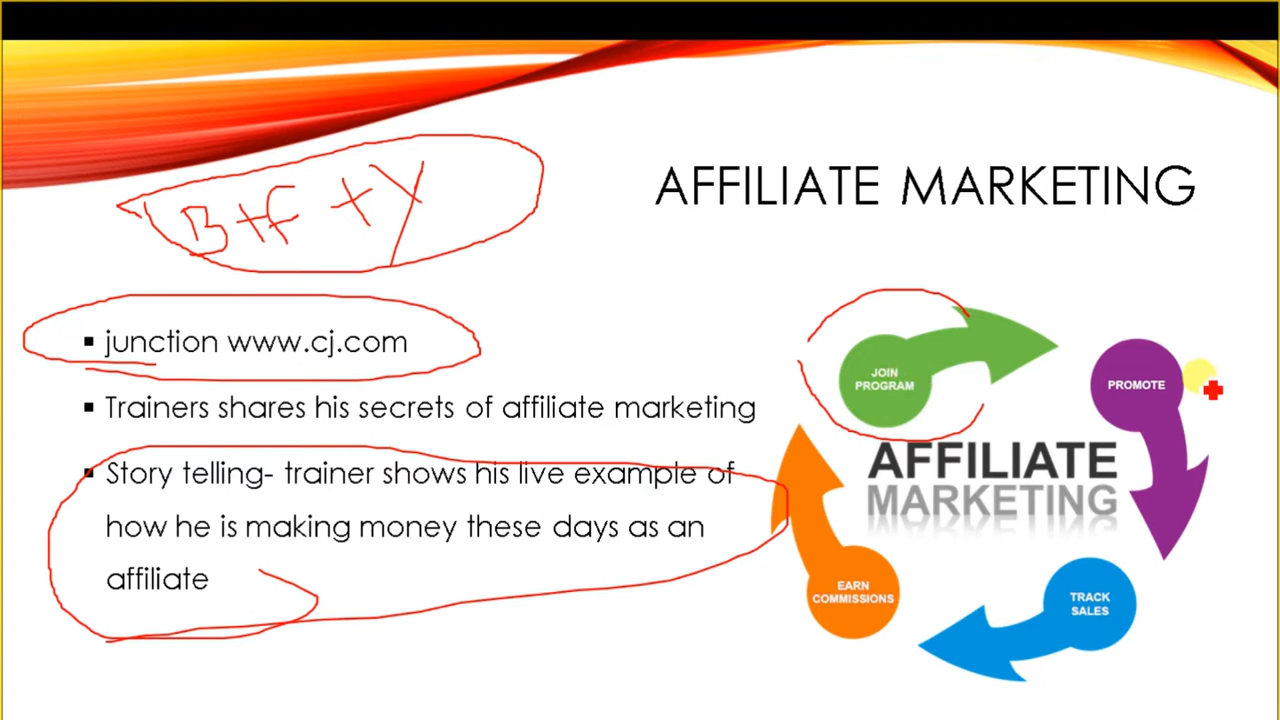 AFFILIATE MARKETING
B+f + y
▪ junction www.cj.com
▪ Trainers shares his secrets of affiliate marketing
▪ Story telling- trainer shows his live example of
how he is making money these days as an
affiliate
JOIN
PROGRAM
PROMOTE
AFFILIATE
MARKETING
EARN
COMMISSIONS
TRACK
SALES